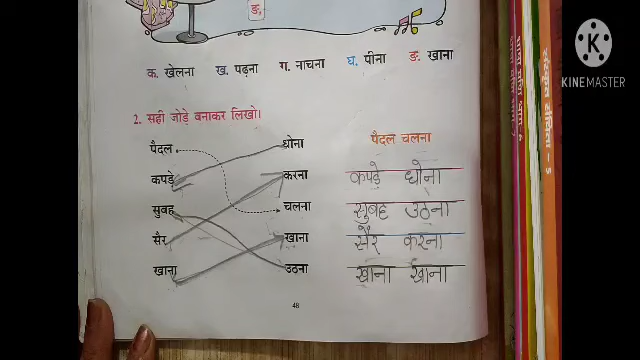 ङ.
क. खेलना ख. पढ़ना ग. नाचना घ. पीना ङ. खाना
2. सही जोड़े बनाकर लिखो।
पैदल धोना पैदल चलना
कपड़े करना कपड़े धोना
सुबह चलना सुबह उठना
सैर खाना सैर करना
खाना उठना खाना खाना
48
KINEMASTER